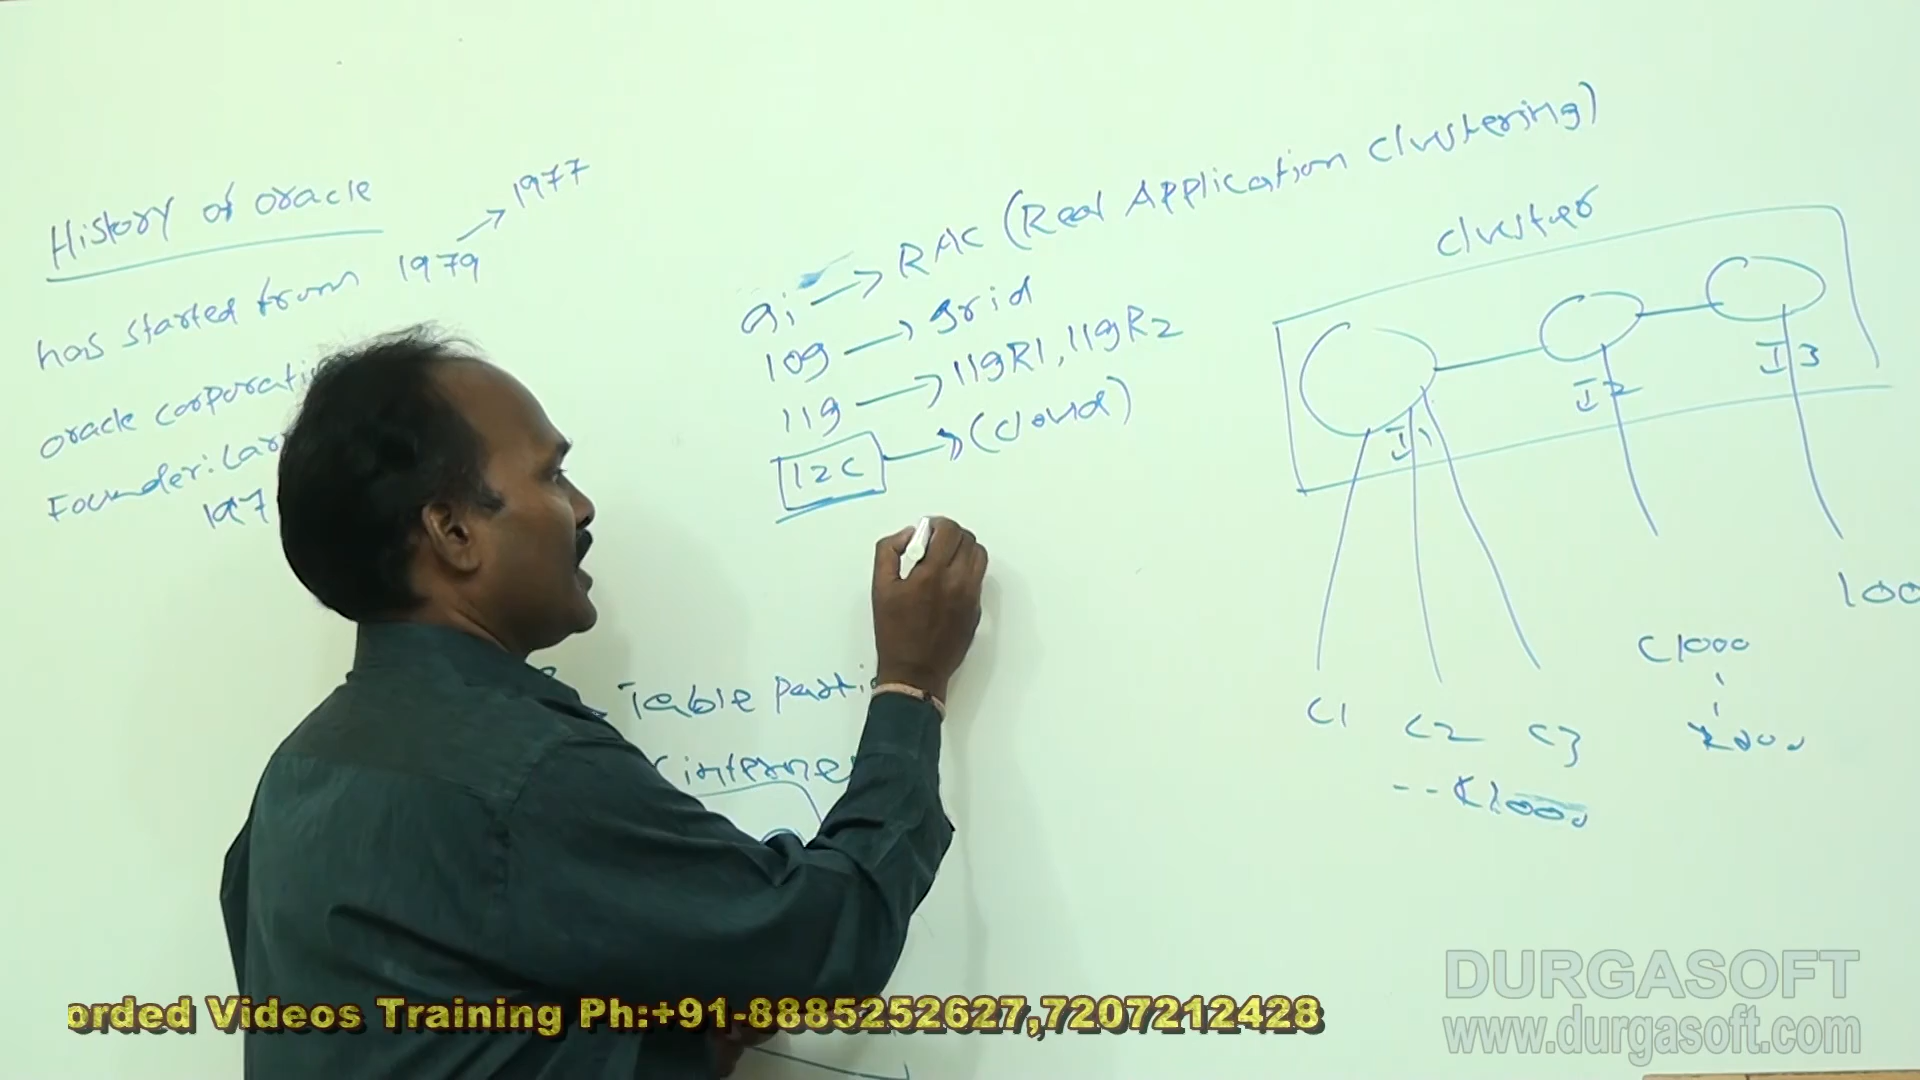 History of oracle
has started from 1979 → 1977
oracle corporati
Founder: Lar
197
9i → RAC (Real Application Clustering)
10g → grid
11g → 11gR1, 11gR2
12C → (cloud)
Table parti
(interne
cluster
I1
I2
I3
C1 C2 C3
C1000
100
orded Videos Training Ph:+91-8885252627,7207212428
DURGASOFT
www.durgasoft.com